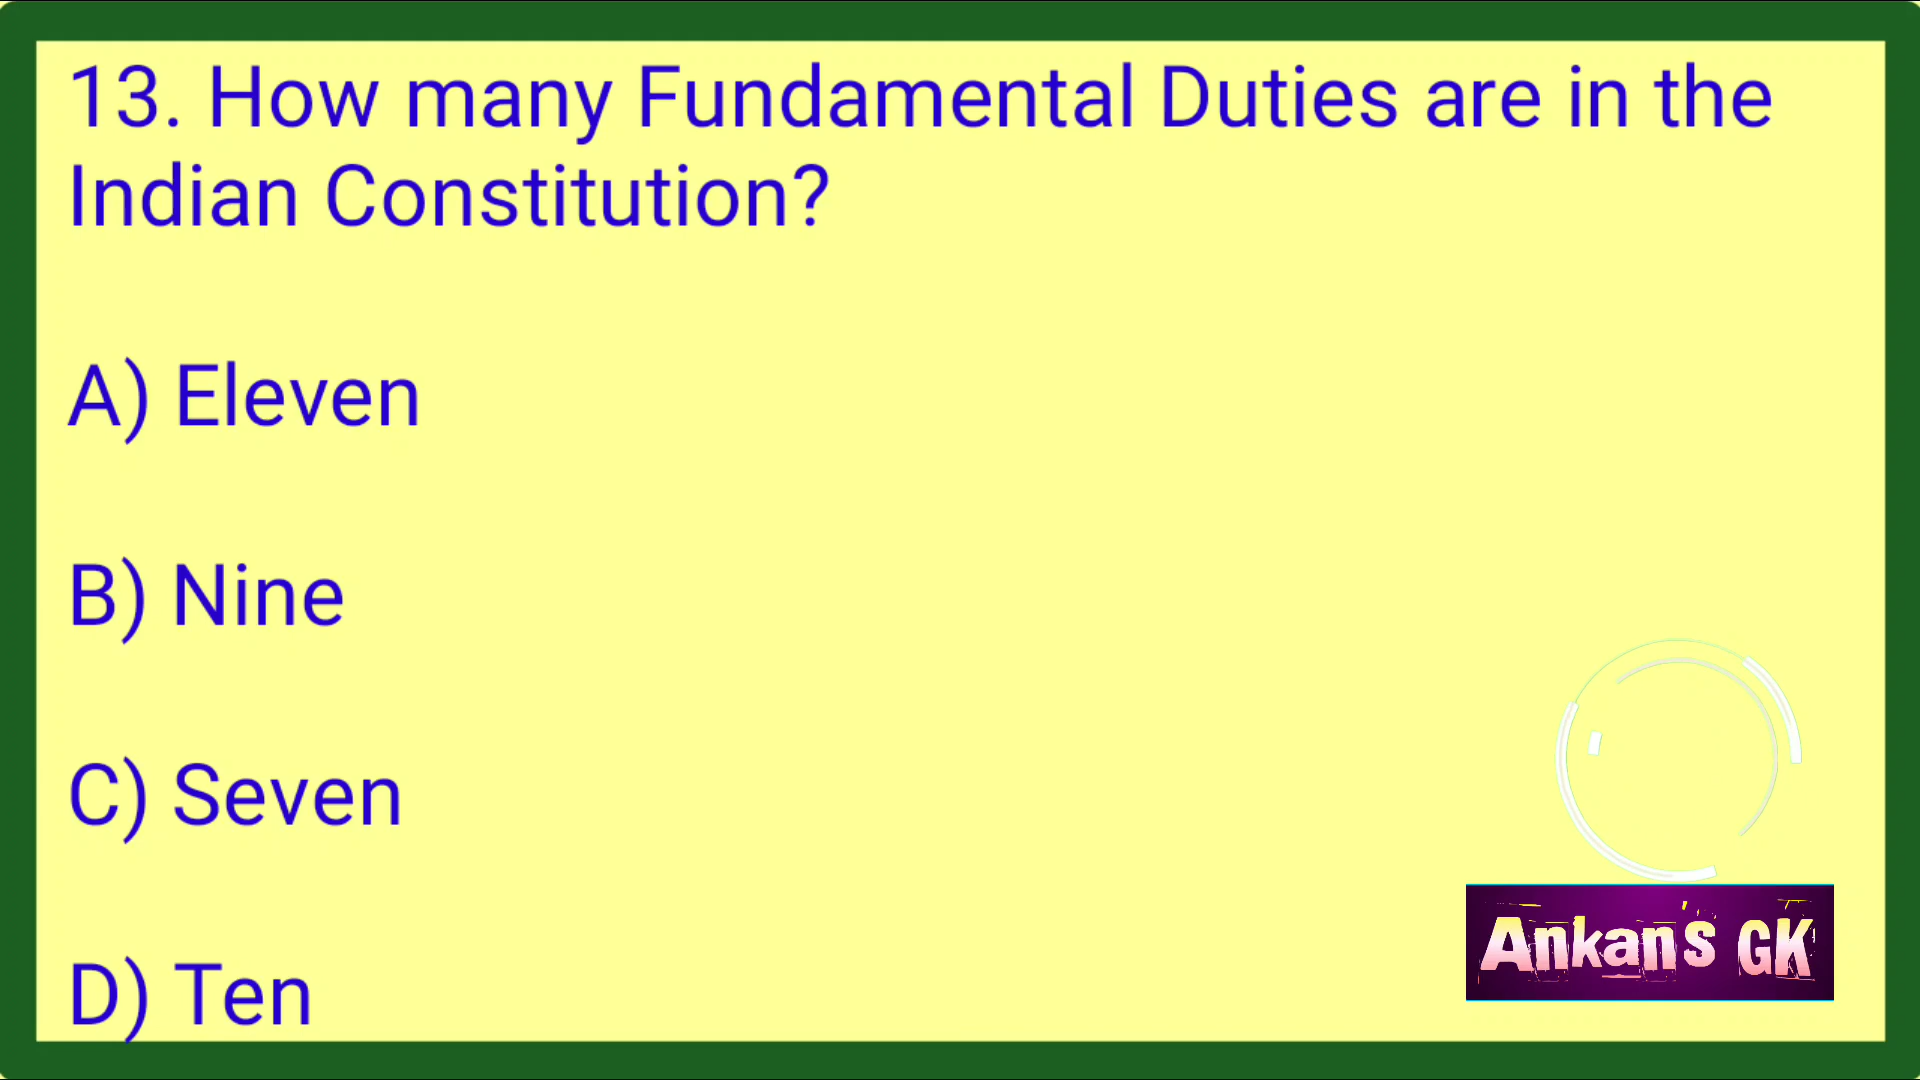 13. How many Fundamental Duties are in the
Indian Constitution?
A) Eleven
B) Nine
C) Seven
D) Ten
Ankan's GK